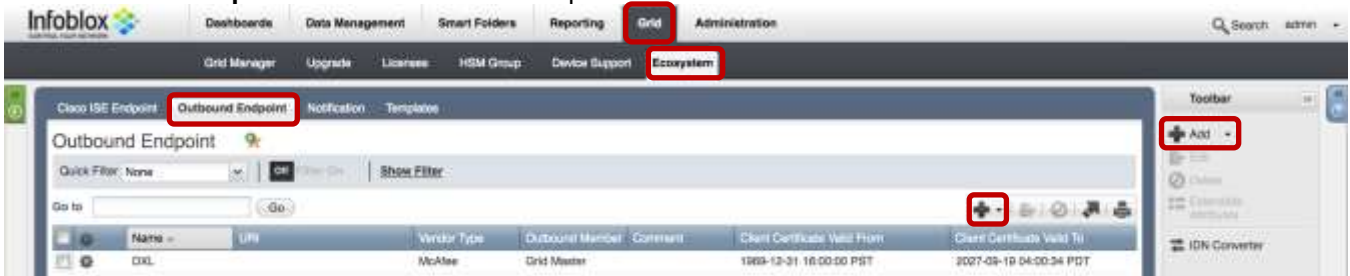 Infoblox
Dashboards Data Management Smart Folders Reporting Grid Administration Search admin
Grid Manager Upgrade Licenses HSM Group Device Support Ecosystem
Cisco ISE Endpoint Outbound Endpoint Notification Templates Toolbar
Outbound Endpoint Add
Quick Filter None Off Filter On Show Filter Edit
Delete
Go to Go Extensible Attributes
Name URI Vendor Type Outbound Member Comment Client Certificate Valid From Client Certificate Valid To IDN Converter
DXL McAfee Grid Master 1969-12-31 16:00:00 PST 2027-09-19 04:00:34 PDT